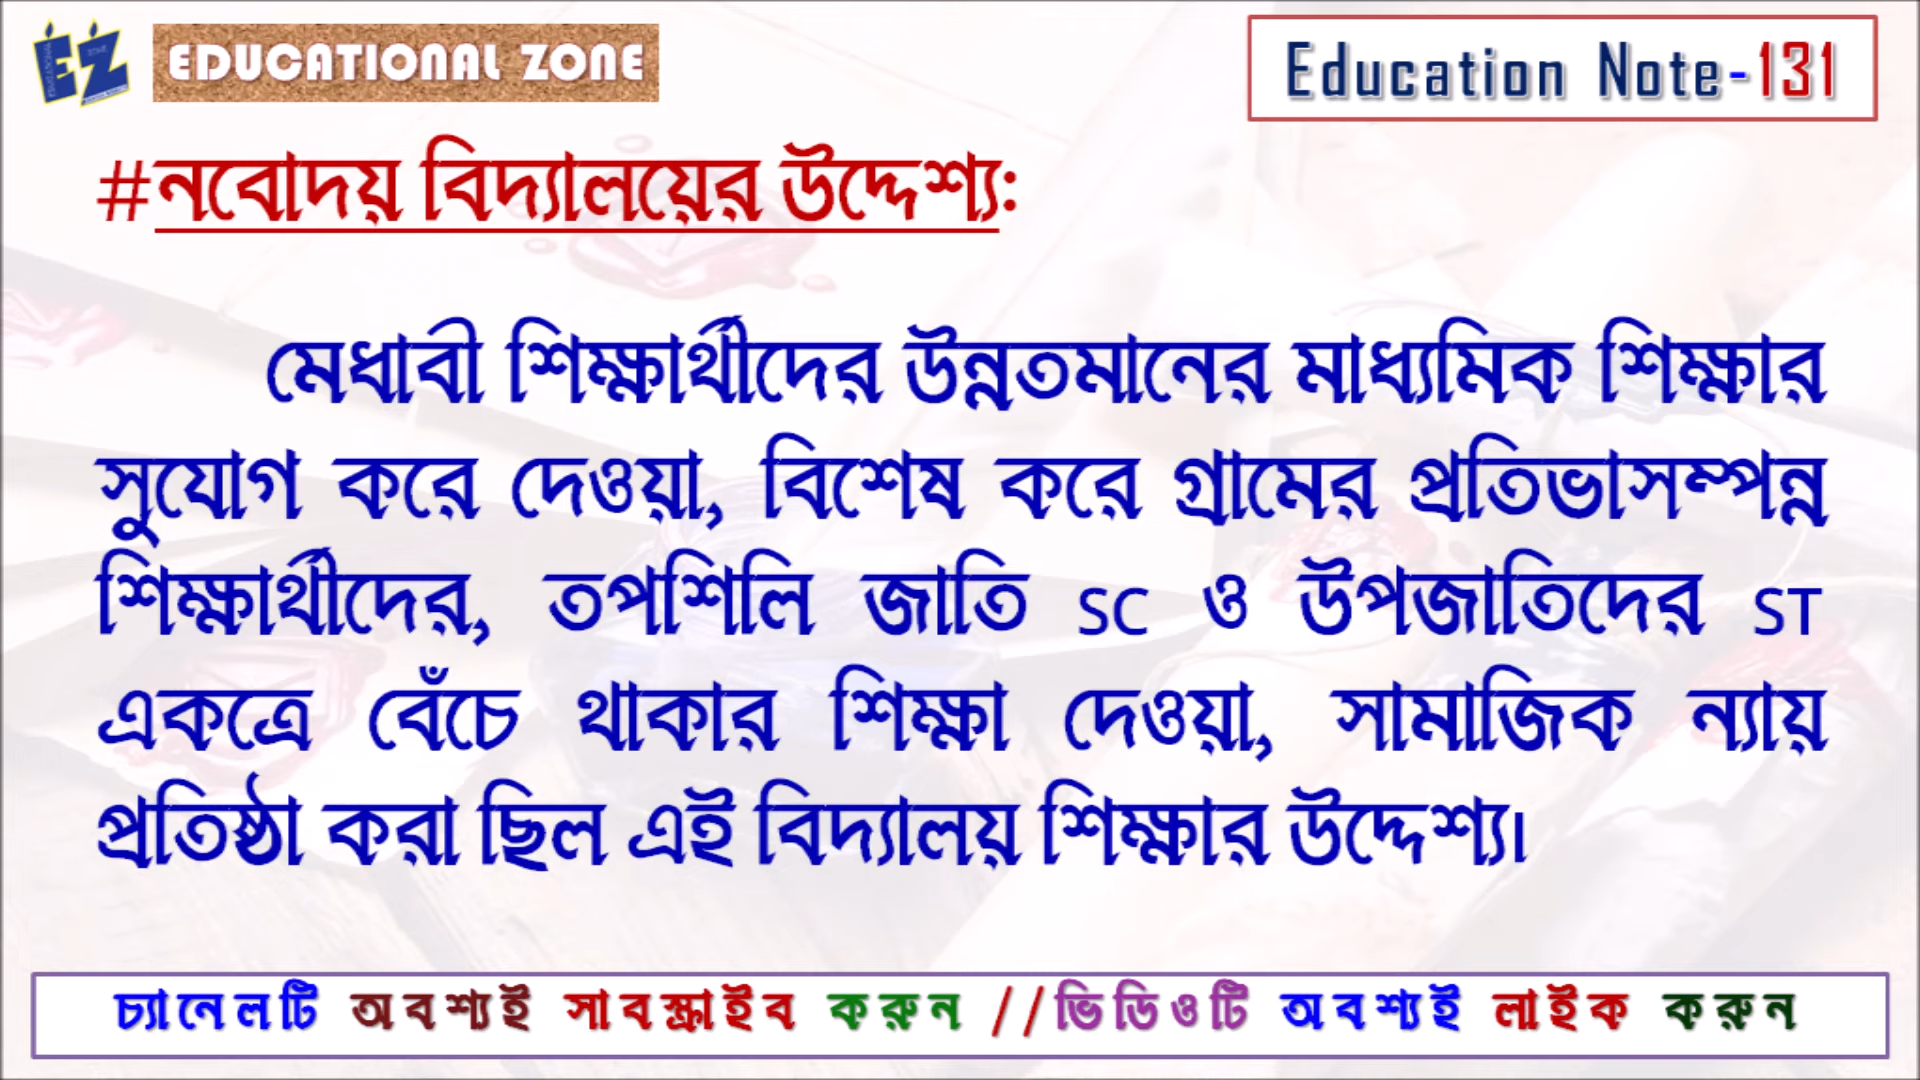 EZ EDUCATIONAL ZONE
Education Note-131
#নবোদয় বিদ্যালয়ের উদ্দেশ্যঃ
মেধাবী শিক্ষার্থীদের উন্নতমানের মাধ্যমিক শিক্ষার
সুযোগ করে দেওয়া, বিশেষ করে গ্রামের প্রতিভাসম্পন্ন
শিক্ষার্থীদের, তপশিলি জাতি SC ও উপজাতিদের ST
একত্রে বেঁচে থাকার শিক্ষা দেওয়া, সামাজিক ন্যায়
প্রতিষ্ঠা করা ছিল এই বিদ্যালয় শিক্ষার উদ্দেশ্য।
চ্যানেলটি অবশ্যই সাবস্ক্রাইব করুন //ভিডিওটি অবশ্যই লাইক করুন